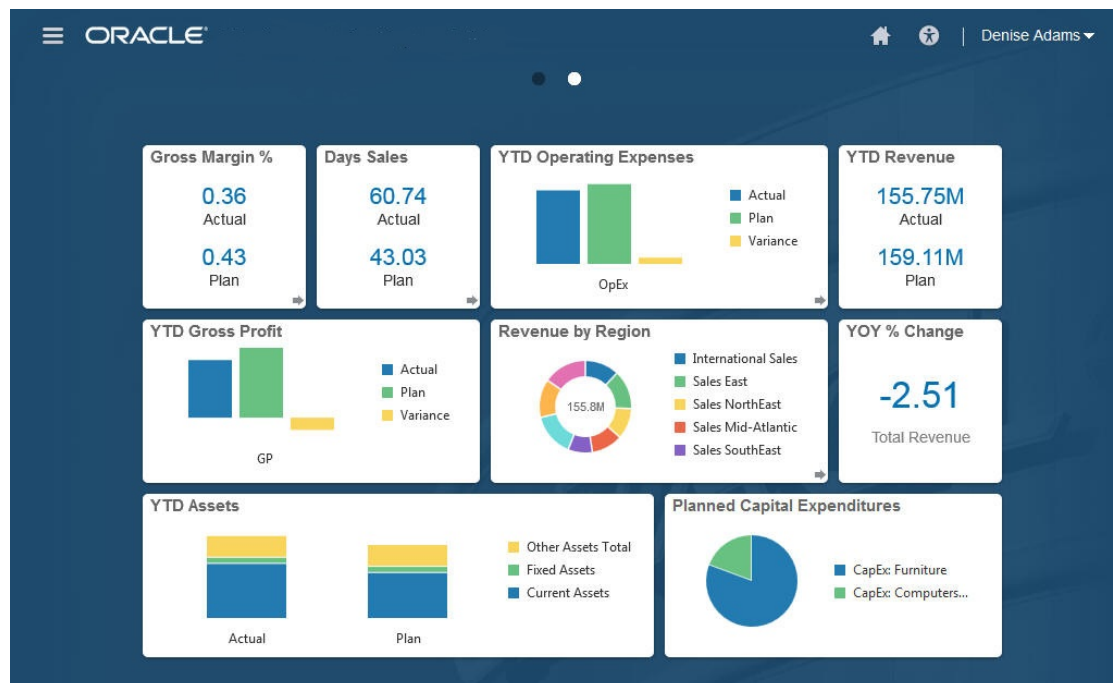 ORACLE
Denise Adams
Gross Margin %
0.36
Actual
0.43
Plan
Days Sales
60.74
Actual
43.03
Plan
YTD Operating Expenses
Actual
Plan
Variance
OpEx
YTD Revenue
155.75M
Actual
159.11M
Plan
YTD Gross Profit
Actual
Plan
Variance
GP
Revenue by Region
155.8M
International Sales
Sales East
Sales NorthEast
Sales Mid-Atlantic
Sales SouthEast
YOY % Change
-2.51
Total Revenue
YTD Assets
Other Assets Total
Fixed Assets
Current Assets
Actual
Plan
Planned Capital Expenditures
CapEx: Furniture
CapEx: Computers...